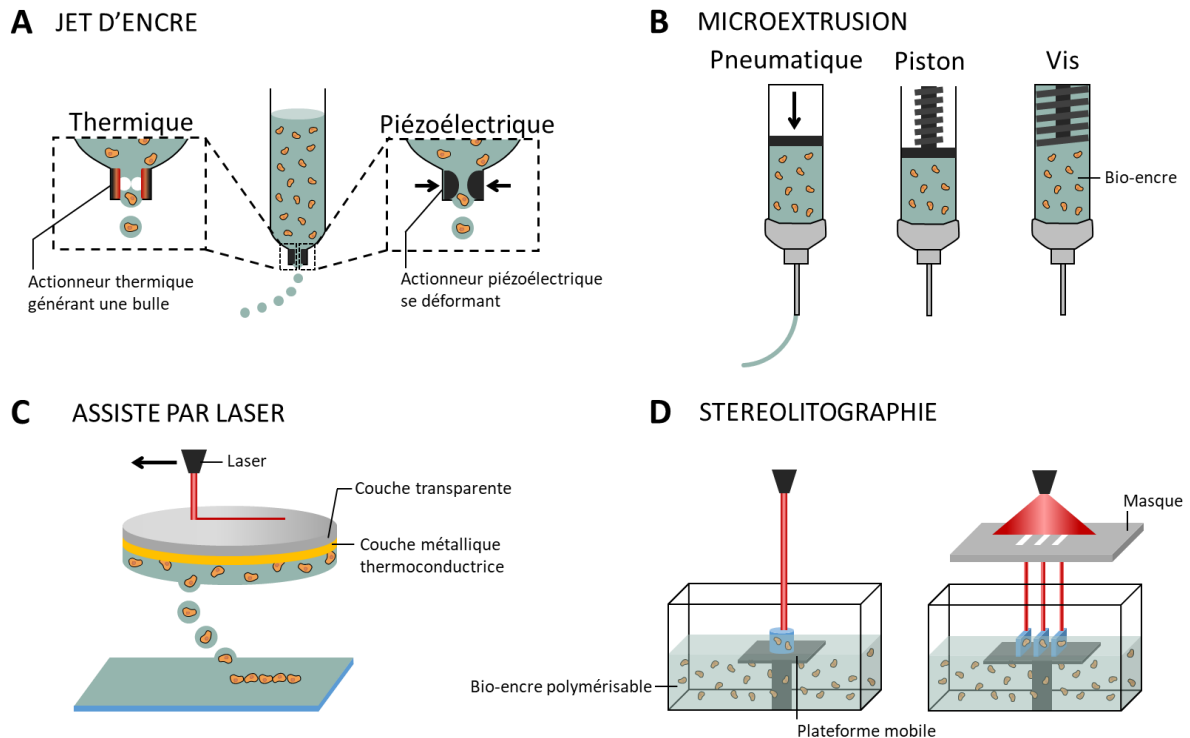 A JET D'ENCRE
Thermique
Piézoélectrique
Actionneur thermique
générant une bulle
Actionneur piézoélectrique
se déformant
B MICROEXTRUSION
Pneumatique
Piston
Vis
Bio-encre
C ASSISTE PAR LASER
Laser
Couche transparente
Couche métallique
thermoconductrice
D STEREOLITOGRAPHIE
Masque
Bio-encre polymérisable
Plateforme mobile